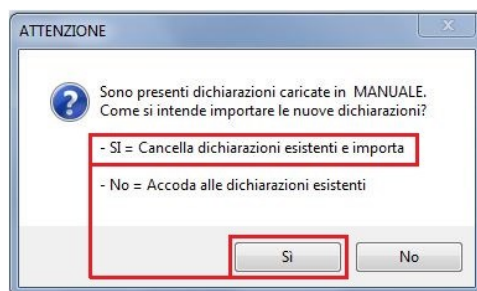 ATTENZIONE
Sono presenti dichiarazioni caricate in MANUALE.
Come si intende importare le nuove dichiarazioni?
- SI = Cancella dichiarazioni esistenti e importa
- No = Accoda alle dichiarazioni esistenti
Sì
No